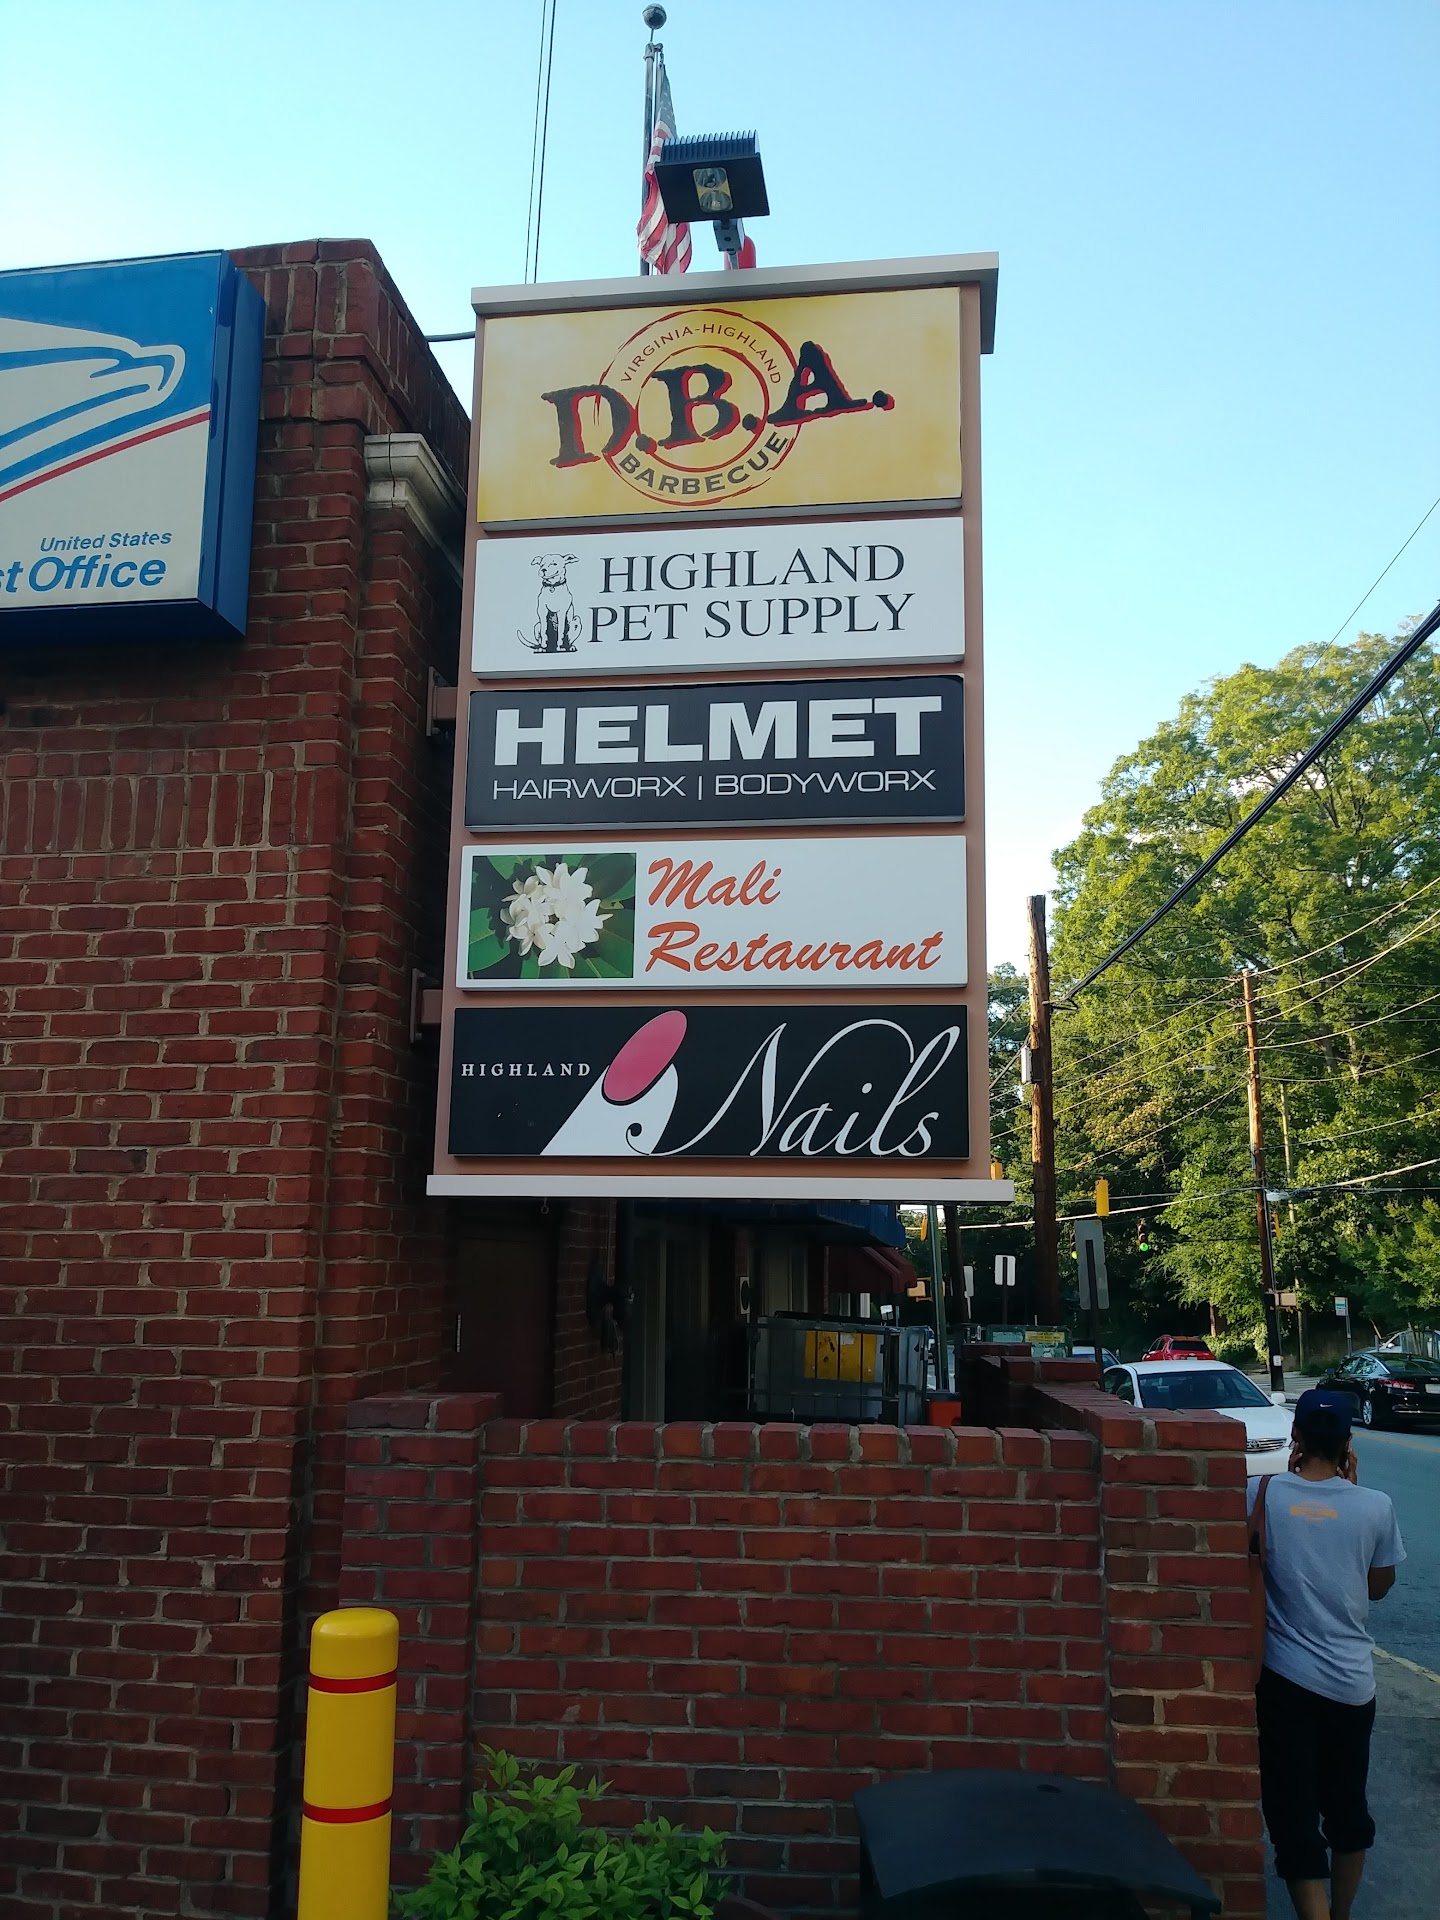 United States
st Office
VIRGINIA-HIGHLAND
D.B.A.
BARBECUE
HIGHLAND
PET SUPPLY
HELMET
HAIRWORX | BODYWORX
Mali
Restaurant
HIGHLAND Nails